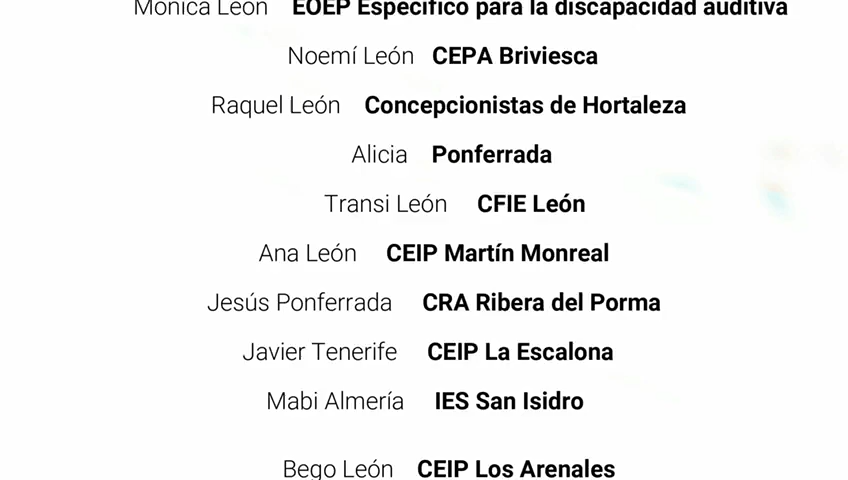 Mónica León EOEP Específico para la discapacidad auditiva
Noemí León CEPA Briviesca
Raquel León Concepcionistas de Hortaleza
Alicia Ponferrada
Transi León CFIE León
Ana León CEIP Martín Monreal
Jesús Ponferrada CRA Ribera del Porma
Javier Tenerife CEIP La Escalona
Mabi Almería IES San Isidro
Bego León CEIP Los Arenales